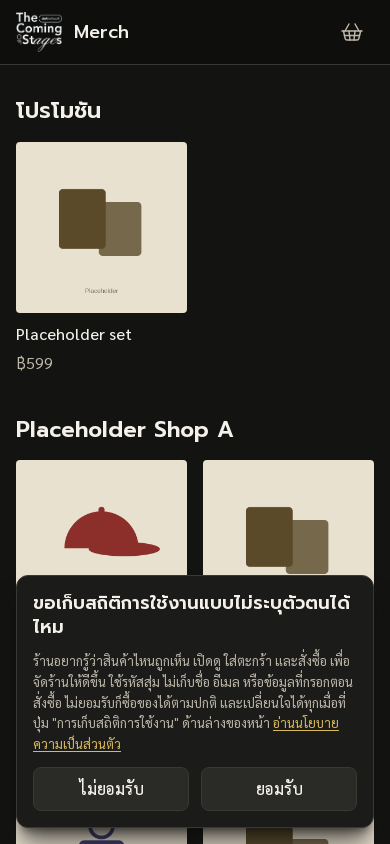 The
Coming
Stages
Merch
โปรโมชัน
Placeholder
Placeholder set
฿599
Placeholder Shop A
ขอเก็บสถิติการใช้งานแบบไม่ระบุตัวตนได้
ไหม
ร้านอยากรู้ว่าสินค้าไหนถูกเห็น เปิดดู ใส่ตะกร้า และสั่งซื้อ เพื่อ
จัดร้านให้ดีขึ้น ใช้รหัสสุ่ม ไม่เก็บชื่อ อีเมล หรือข้อมูลที่กรอกตอน
สั่งซื้อ ไม่ยอมรับก็ซื้อของได้ตามปกติ และเปลี่ยนใจได้ทุกเมื่อที่
ปุ่ม "การเก็บสถิติการใช้งาน" ด้านล่างของหน้า อ่านนโยบาย
ความเป็นส่วนตัว
ไม่ยอมรับ
ยอมรับ